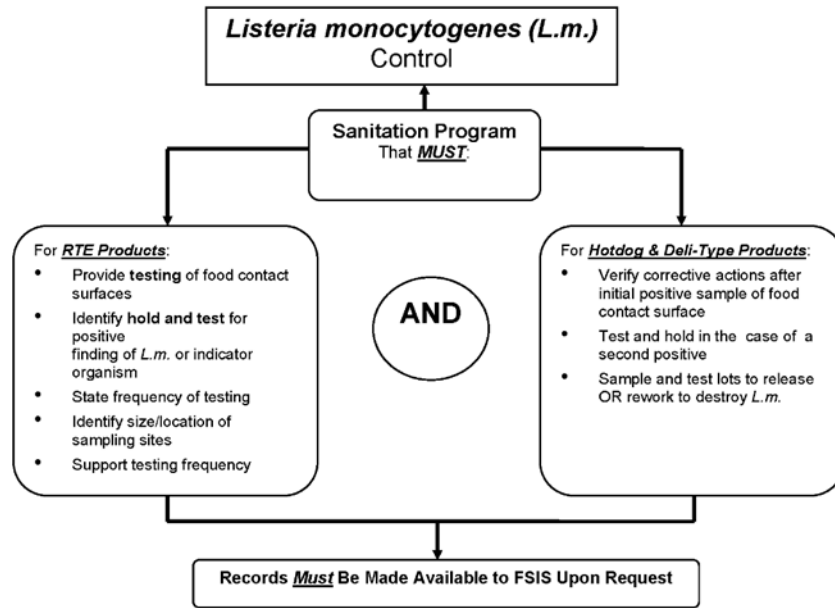 Listeria monocytogenes (L.m.)
Control
Sanitation Program
That MUST:
For RTE Products:
• Provide testing of food contact
surfaces
• Identify hold and test for
positive
finding of L.m. or indicator
organism
• State frequency of testing
• Identify size/location of
sampling sites
• Support testing frequency
AND
For Hotdog & Deli-Type Products:
• Verify corrective actions after
initial positive sample of food
contact surface
• Test and hold in the case of a
second positive
• Sample and test lots to release
OR rework to destroy L.m.
Records Must Be Made Available to FSIS Upon Request